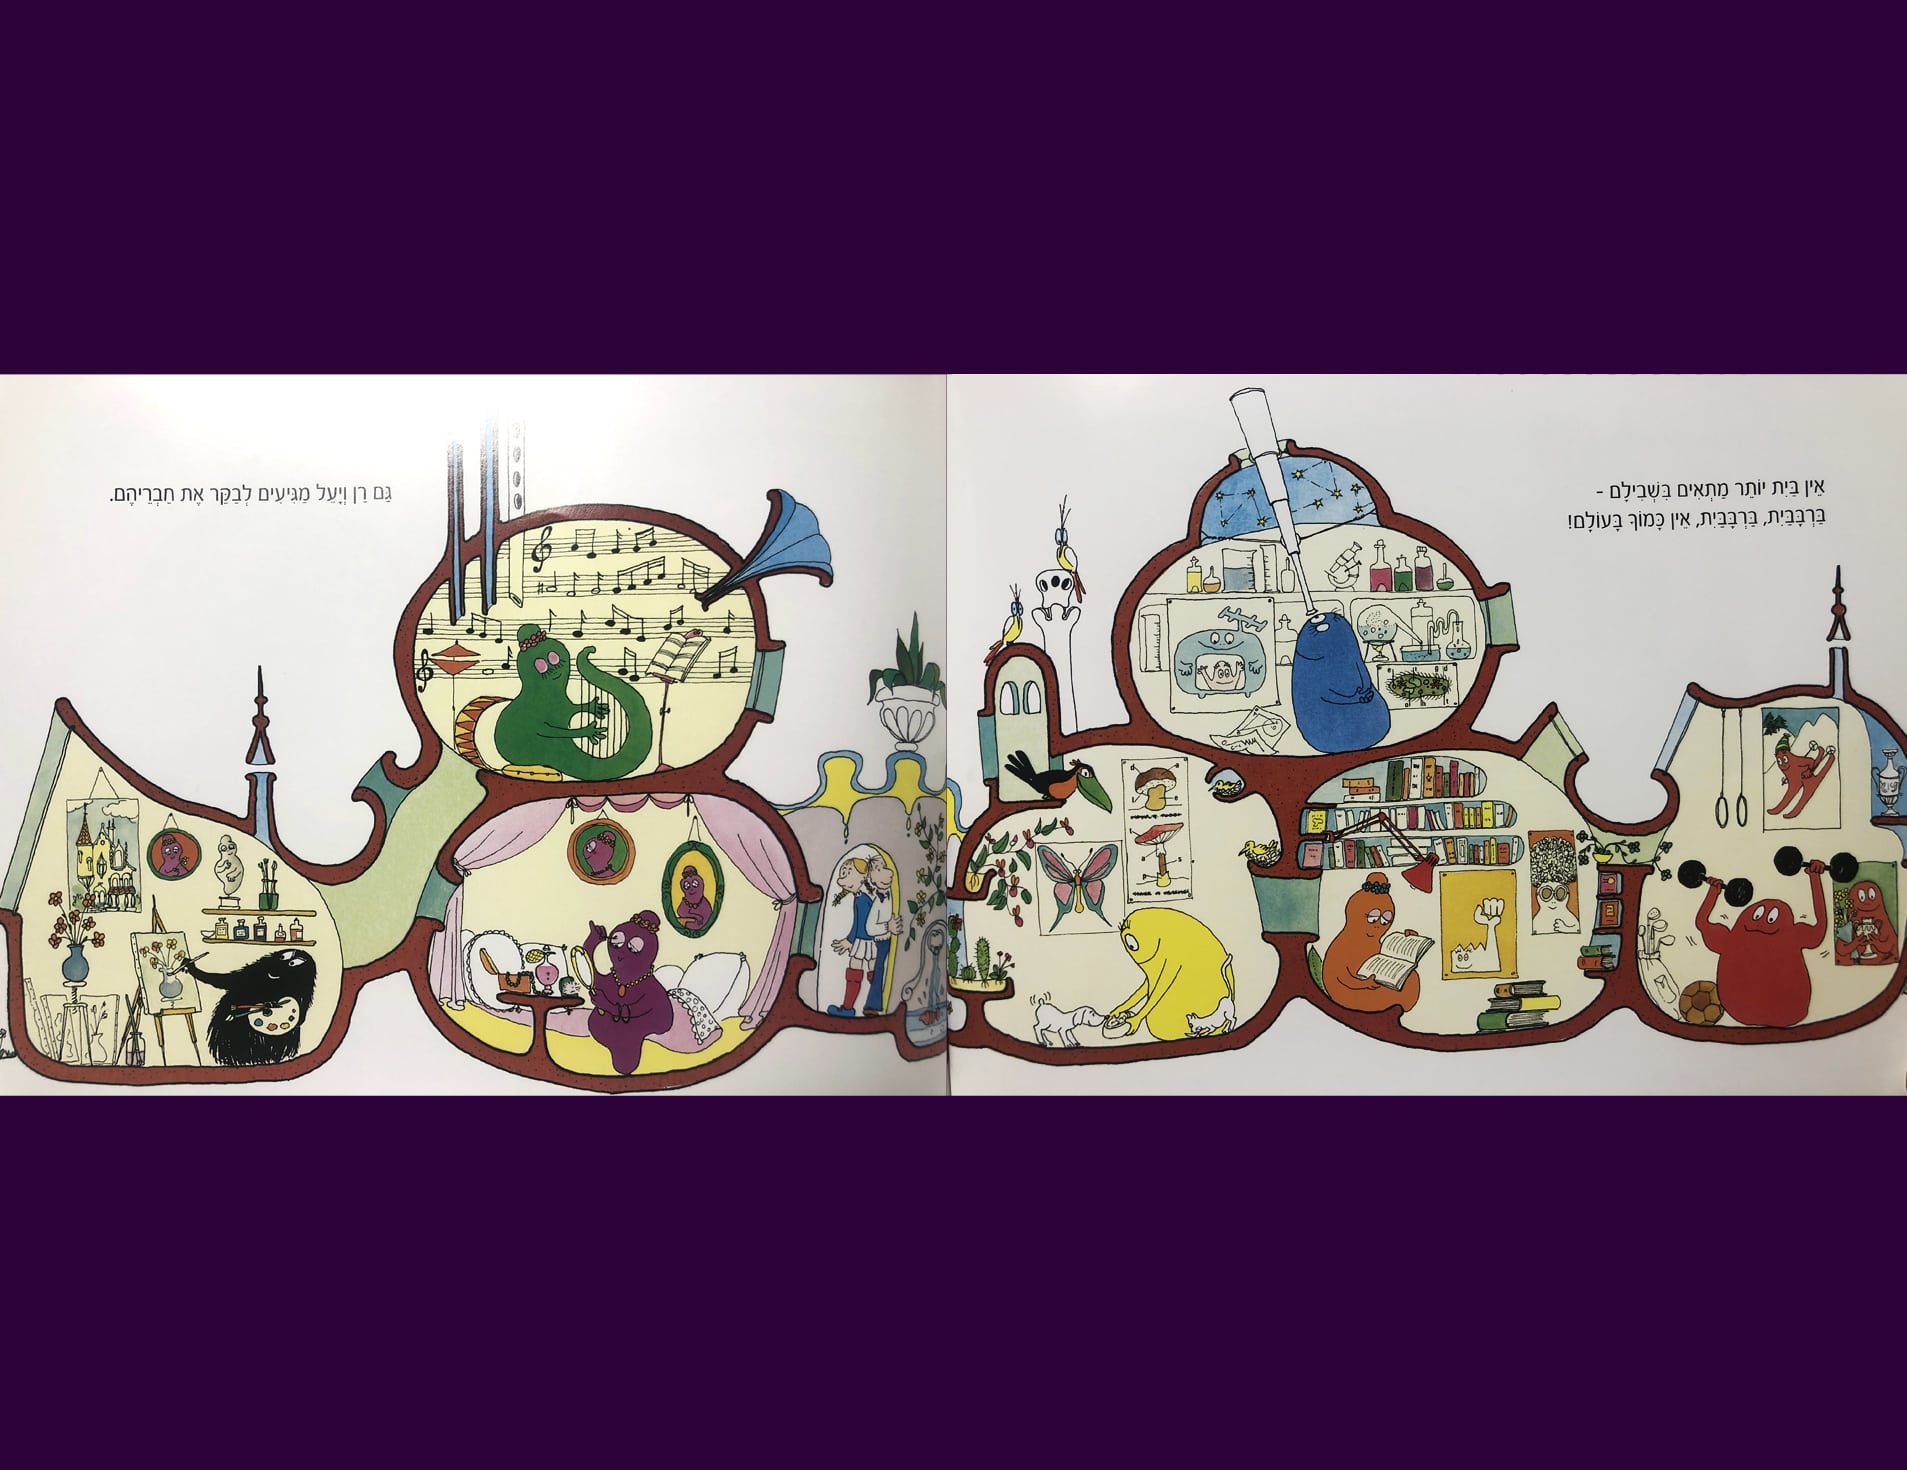 אֵין בַּיִת יוֹתֵר מַתְאִים בִּשְׁבִילָם -
בַּרְבָּבַּיִת, בַּרְבָּבַּיִת, אֵין כָּמוֹךָ בָּעוֹלָם!
גַּם רַן וְיָעֵל מַגִּיעִים לְבַקֵּר אֶת חַבְרֵיהֶם.